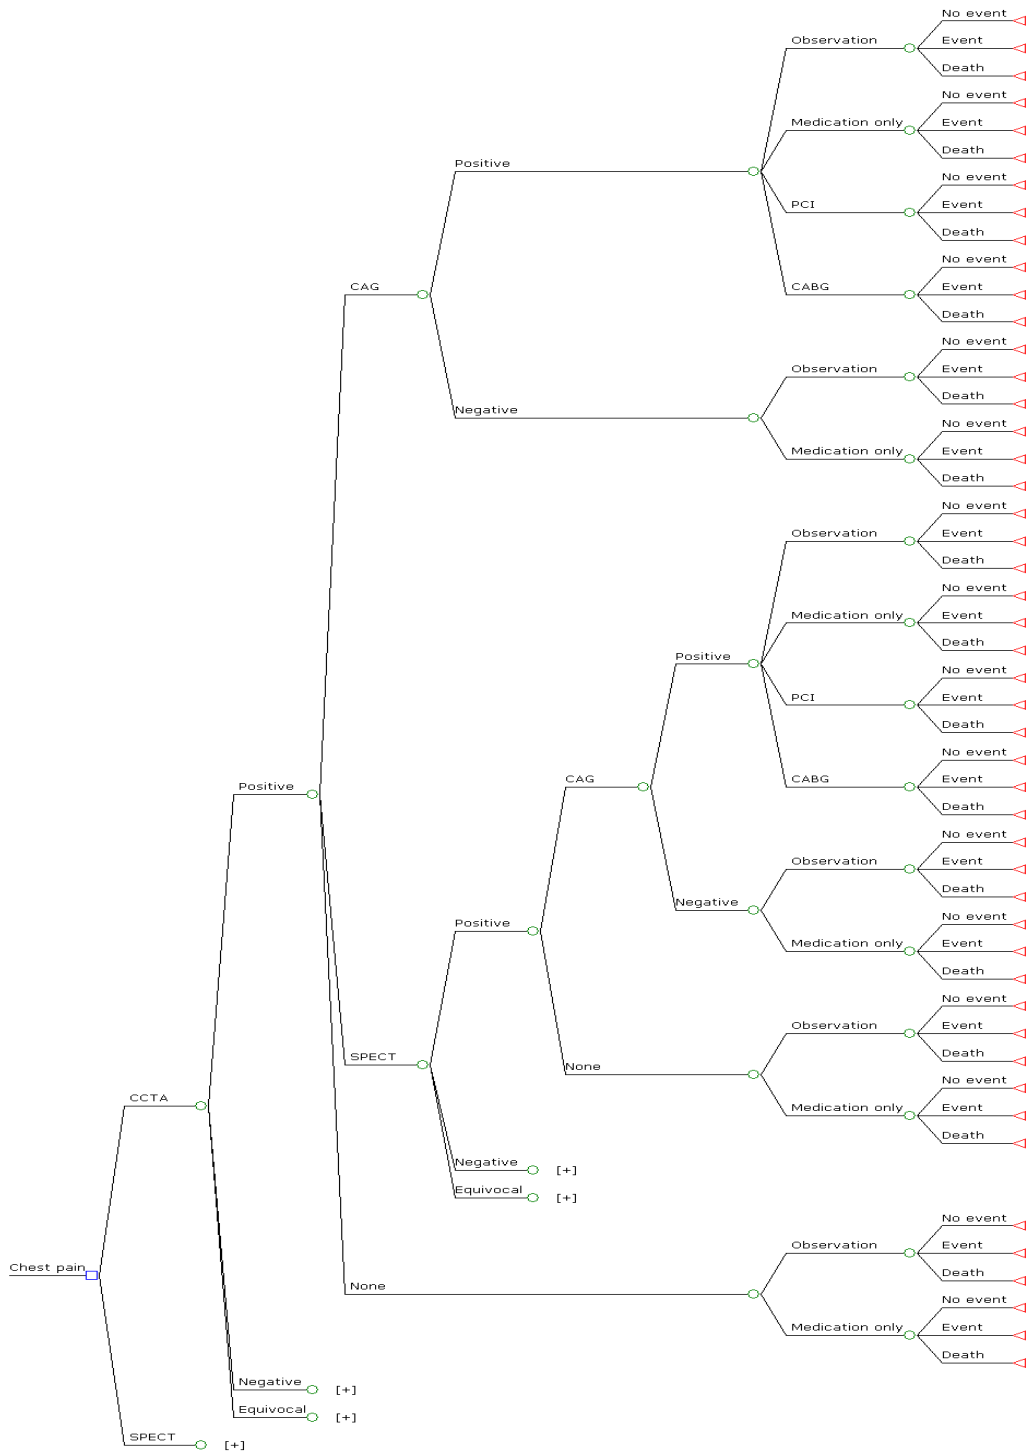 No event
Observation
Event
Death
No event
Medication only
Event
Death
Positive
No event
PCI
Event
Death
No event
CAG
CABG
Event
Death
No event
Observation
Event
Death
Negative
No event
Medication only
Event
Death
No event
Observation
Event
Death
No event
Medication only
Event
Death
Positive
No event
PCI
Event
Death
No event
CAG
CABG
Event
Positive
Death
No event
Observation
Event
Death
Negative
Positive
No event
Medication only
Event
Death
No event
Observation
Event
Death
SPECT
None
No event
Medication only
Event
CCTA
Death
Negative [+]
Equivocal [+]
No event
Observation
Event
Chest pain
Death
None
No event
Medication only
Event
Death
Negative [+]
Equivocal [+]
SPECT [+]